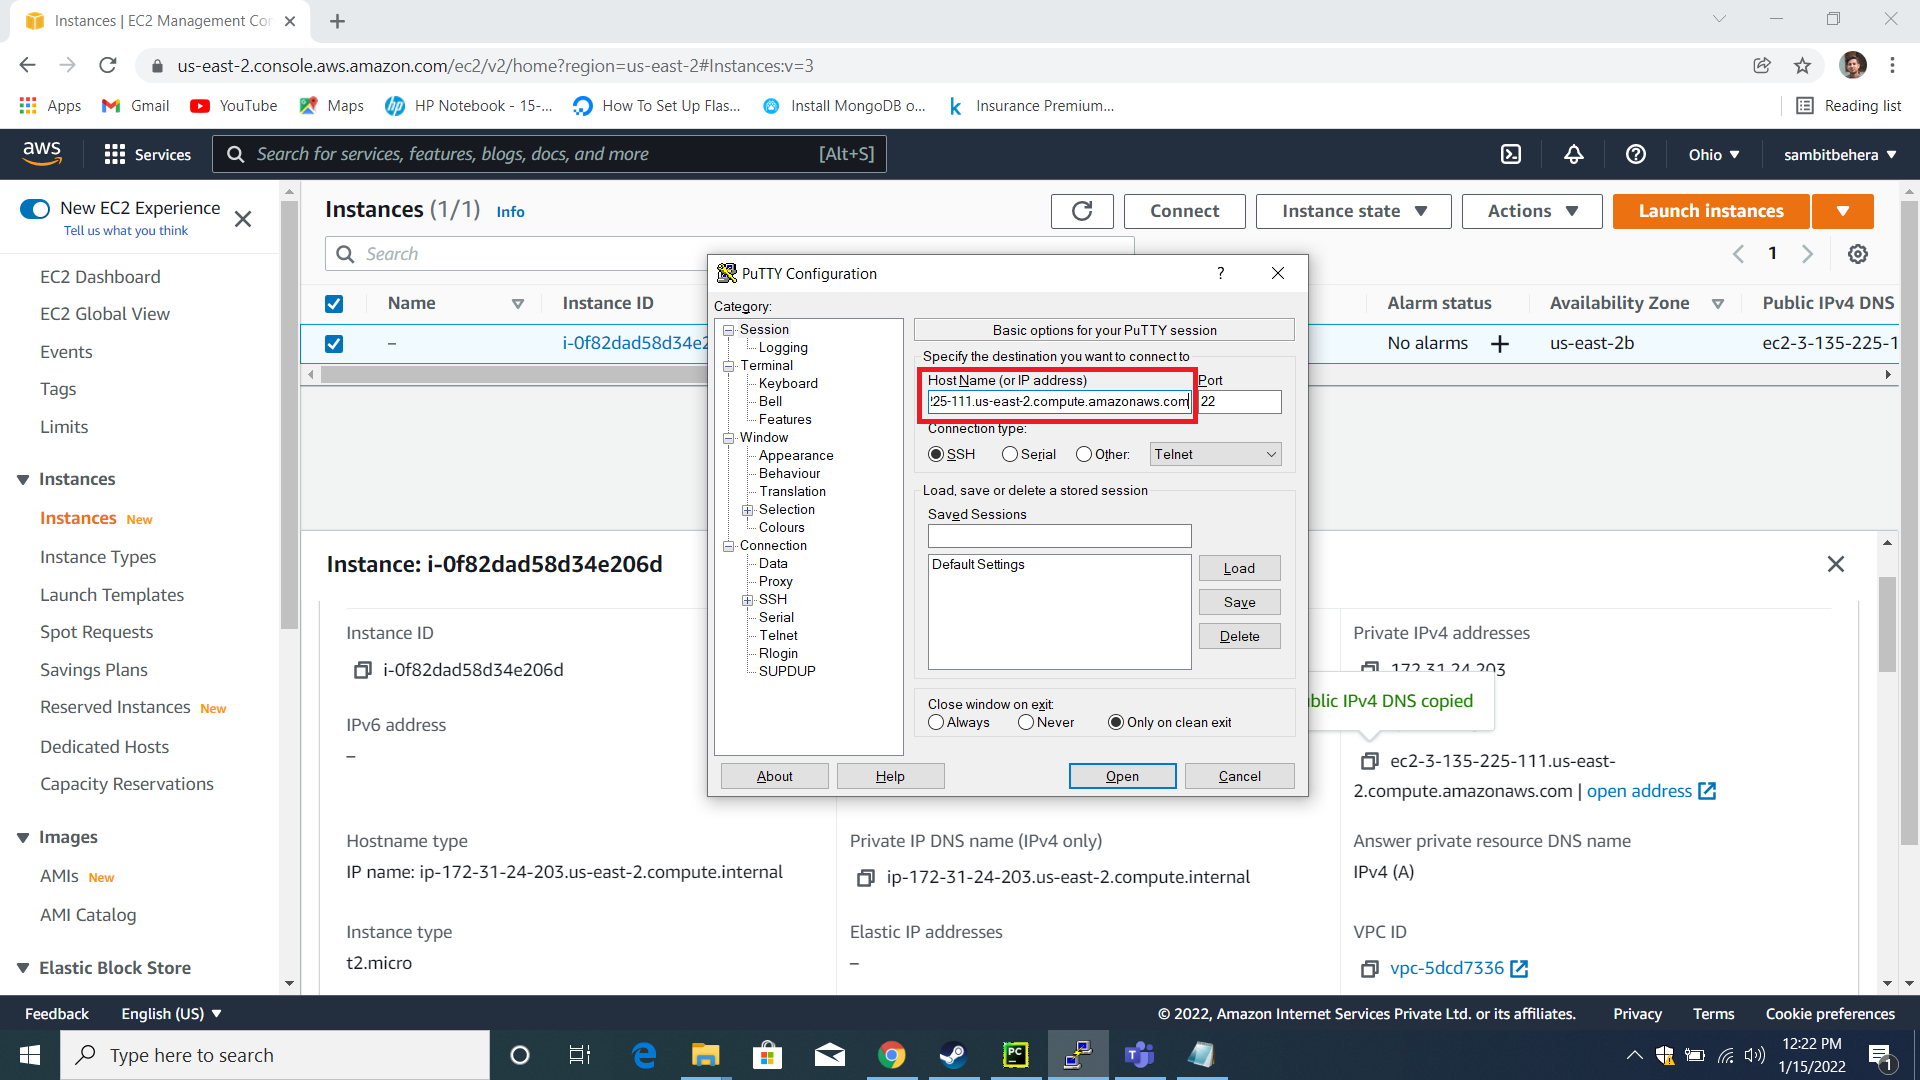 Instances | EC2 Management Con
us-east-2.console.aws.amazon.com/ec2/v2/home?region=us-east-2#Instances:v=3
Apps Gmail YouTube Maps HP Notebook - 15-... How To Set Up Flas... Install MongoDB o... Insurance Premium... Reading list
aws Services Search for services, features, blogs, docs, and more [Alt+S] Ohio sambitbehera
New EC2 Experience
Tell us what you think
EC2 Dashboard
EC2 Global View
Events
Tags
Limits
Instances
Instances New
Instance Types
Launch Templates
Spot Requests
Savings Plans
Reserved Instances New
Dedicated Hosts
Capacity Reservations
Images
AMIs New
AMI Catalog
Elastic Block Store
Instances (1/1) Info
Connect Instance state Actions Launch instances
Search
1
Name Instance ID Alarm status Availability Zone Public IPv4 DNS
– i-0f82dad58d34e2 No alarms + us-east-2b ec2-3-135-225-1
PuTTY Configuration ?
Category:
Session
Logging
Terminal
Keyboard
Bell
Features
Window
Appearance
Behaviour
Translation
Selection
Colours
Connection
Data
Proxy
SSH
Serial
Telnet
Rlogin
SUPDUP
Basic options for your PuTTY session
Specify the destination you want to connect to
Host Name (or IP address) Port
25-111.us-east-2.compute.amazonaws.com 22
Connection type:
SSH Serial Other: Telnet
Load, save or delete a stored session
Saved Sessions
Default Settings
Load
Save
Delete
Close window on exit:
Always Never Only on clean exit
About Help Open Cancel
Instance: i-0f82dad58d34e206d
Instance ID
i-0f82dad58d34e206d
IPv6 address
–
Hostname type
IP name: ip-172-31-24-203.us-east-2.compute.internal
Instance type
t2.micro
Private IP DNS name (IPv4 only)
ip-172-31-24-203.us-east-2.compute.internal
Elastic IP addresses
–
Private IPv4 addresses
172.31.24.203
blic IPv4 DNS copied
ec2-3-135-225-111.us-east-
2.compute.amazonaws.com | open address
Answer private resource DNS name
IPv4 (A)
VPC ID
vpc-5dcd7336
Feedback English (US) © 2022, Amazon Internet Services Private Ltd. or its affiliates. Privacy Terms Cookie preferences
Type here to search
PC
12:22 PM
1/15/2022
1